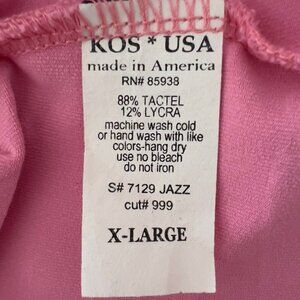 KOS * USA
made in America
RN# 85938
88% TACTEL
12% LYCRA
machine wash cold
or hand wash with like
colors-hang dry
use no bleach
do not iron
S# 7129 JAZZ
cut# 999
X-LARGE